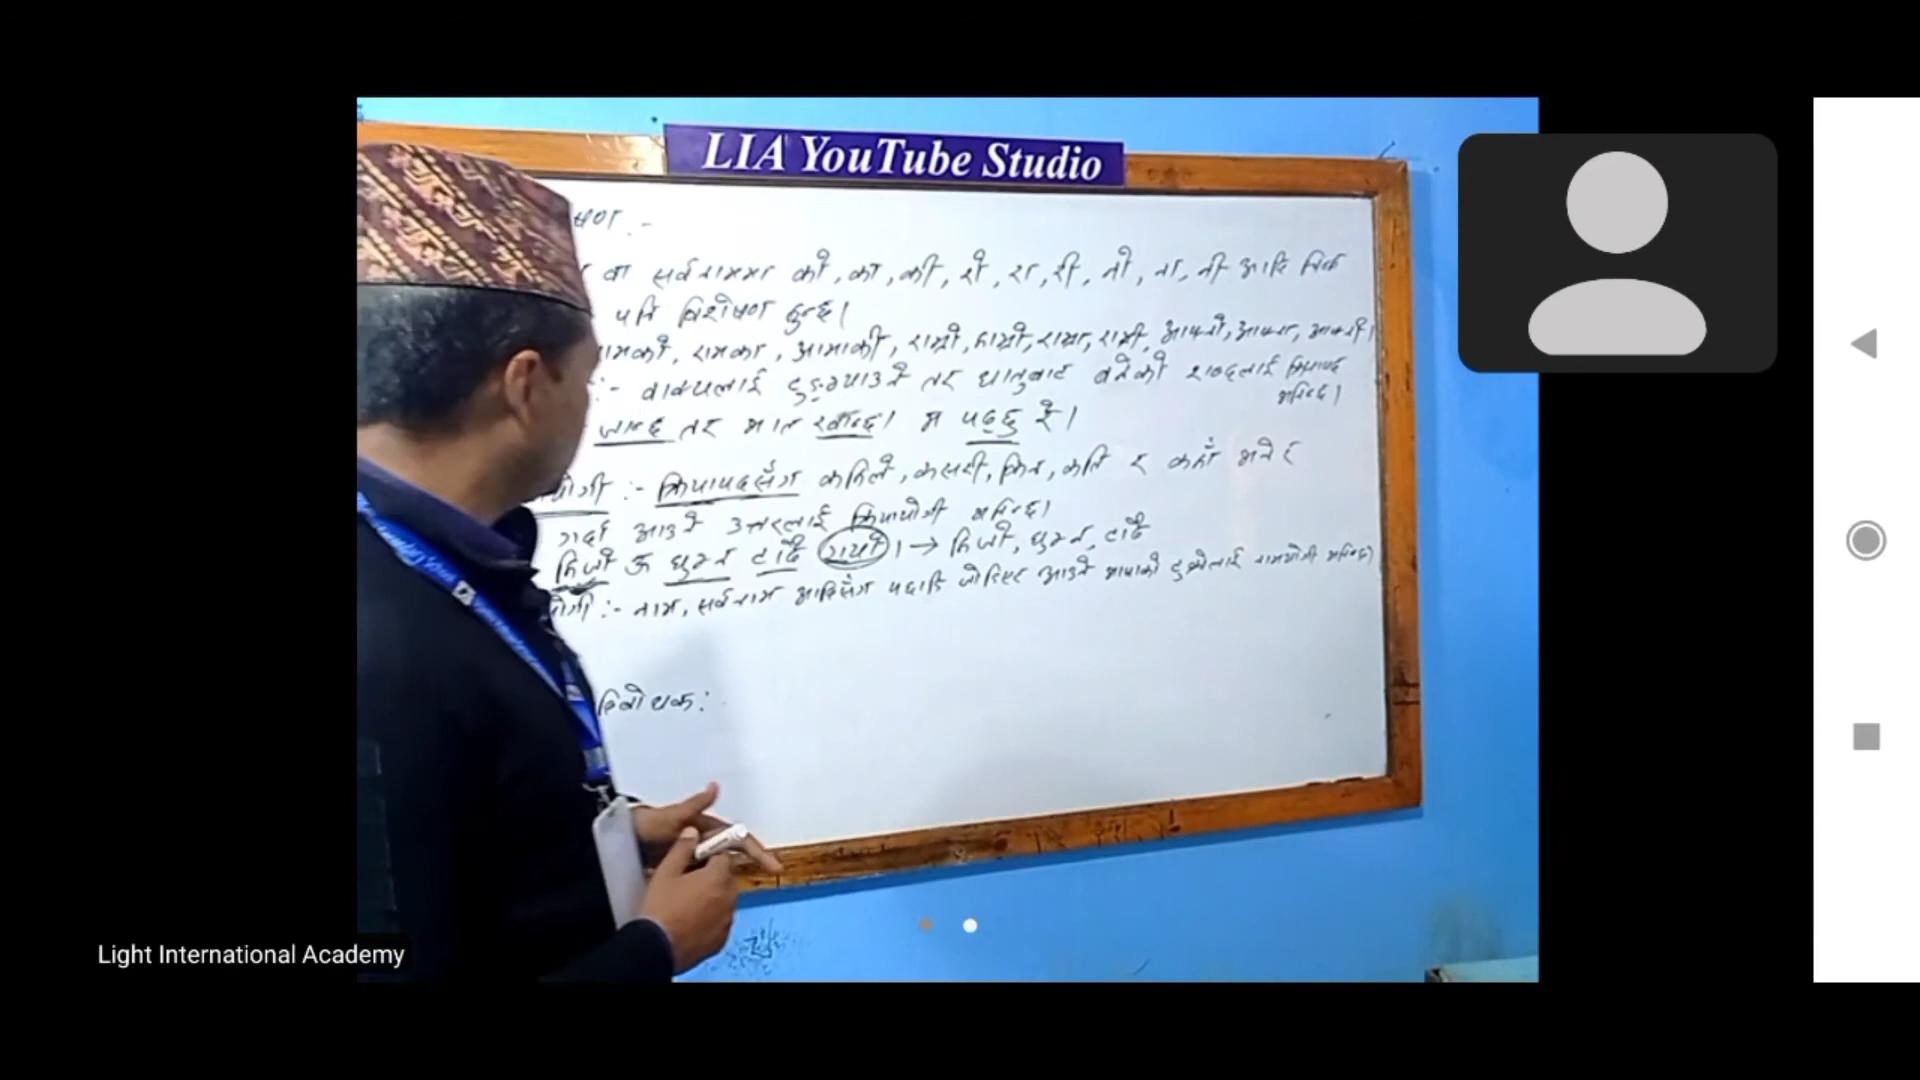 LIA YouTube Studio
षण :-
वा सर्वनाममा को, का, की, रो, रा, री, नो, ना, नी आदि
पनि विशेषण हुन्छ।
रामको, रामका, आमाकी, राम्रो, हाम्रो, राम्रा, राम्री, आफ्नो, आफ्ना, आफ्नी।
:- वाक्यलाई टुङ्ग्याउने तर धातुबाट बनेको शब्दलाई क्रियापद
भनिन्छ।
जान्छ तर भात खान्छ। म पढ्छु रे।
योगी :- क्रियापदसँग कहिले, कसरी, किन, कति र कहाँ भनेर
गर्दा आउने उत्तरलाई क्रियायोगी भनिन्छ।
हिजो ऊ घुम्न टाढै गयो। → हिजो, घुम्न, टाढै
योगी :- नाम, सर्वनाम आदिसँग पछाडि जोडिएर आउने भाषाको टुक्रालाई नामयोगी भनिन्छ।
Light International Academy